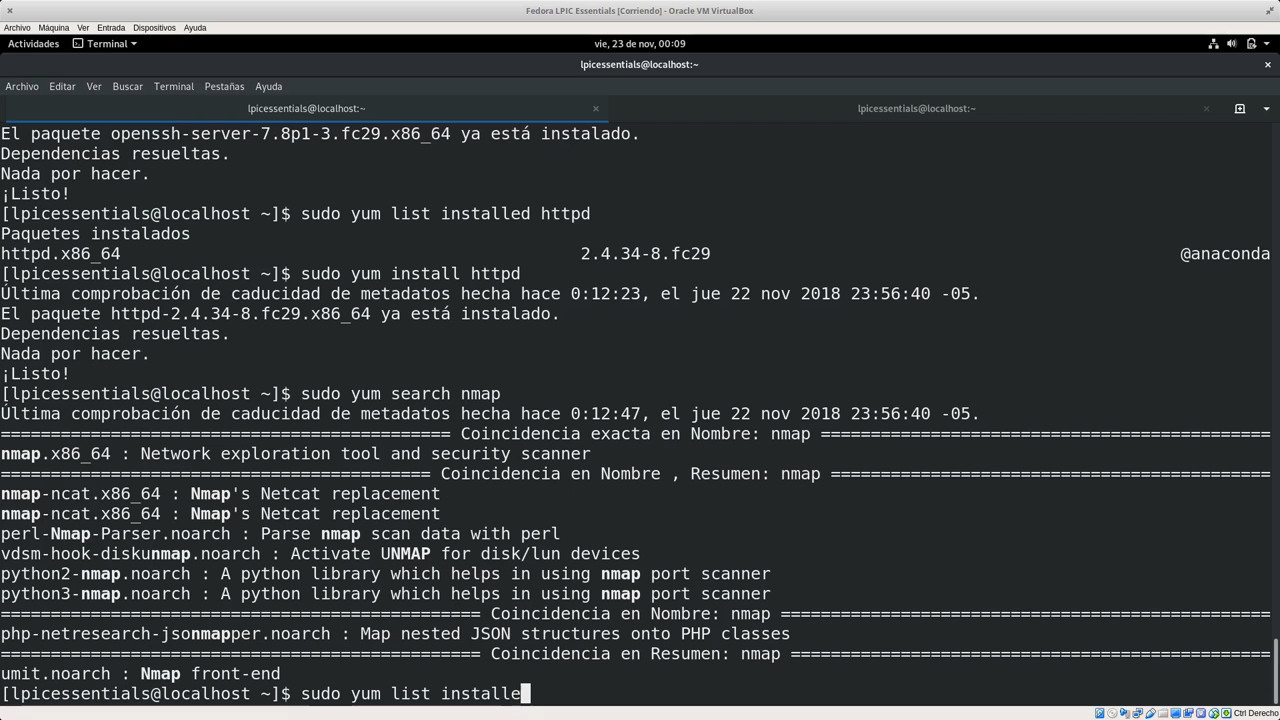 Fedora LPIC Essentials [Corriendo] - Oracle VM VirtualBox
Archivo Máquina Ver Entrada Dispositivos Ayuda
Actividades Terminal vie, 23 de nov, 00:09
lpicessentials@localhost:~
Archivo Editar Ver Buscar Terminal Pestañas Ayuda
lpicessentials@localhost:~ lpicessentials@localhost:~
El paquete openssh-server-7.8p1-3.fc29.x86_64 ya está instalado.
Dependencias resueltas.
Nada por hacer.
¡Listo!
[lpicessentials@localhost ~]$ sudo yum list installed httpd
Paquetes instalados
httpd.x86_64 2.4.34-8.fc29 @anaconda
[lpicessentials@localhost ~]$ sudo yum install httpd
Última comprobación de caducidad de metadatos hecha hace 0:12:23, el jue 22 nov 2018 23:56:40 -05.
El paquete httpd-2.4.34-8.fc29.x86_64 ya está instalado.
Dependencias resueltas.
Nada por hacer.
¡Listo!
[lpicessentials@localhost ~]$ sudo yum search nmap
Última comprobación de caducidad de metadatos hecha hace 0:12:47, el jue 22 nov 2018 23:56:40 -05.
============================================= Coincidencia exacta en Nombre: nmap =============================================
nmap.x86_64 : Network exploration tool and security scanner
=========================================== Coincidencia en Nombre , Resumen: nmap ============================================
nmap-ncat.x86_64 : Nmap's Netcat replacement
nmap-ncat.x86_64 : Nmap's Netcat replacement
perl-Nmap-Parser.noarch : Parse nmap scan data with perl
vdsm-hook-diskunmap.noarch : Activate UNMAP for disk/lun devices
python2-nmap.noarch : A python library which helps in using nmap port scanner
python3-nmap.noarch : A python library which helps in using nmap port scanner
================================================ Coincidencia en Nombre: nmap =================================================
php-netresearch-jsonmapper.noarch : Map nested JSON structures onto PHP classes
================================================ Coincidencia en Resumen: nmap ================================================
umit.noarch : Nmap front-end
[lpicessentials@localhost ~]$ sudo yum list installe
Ctrl Derecho